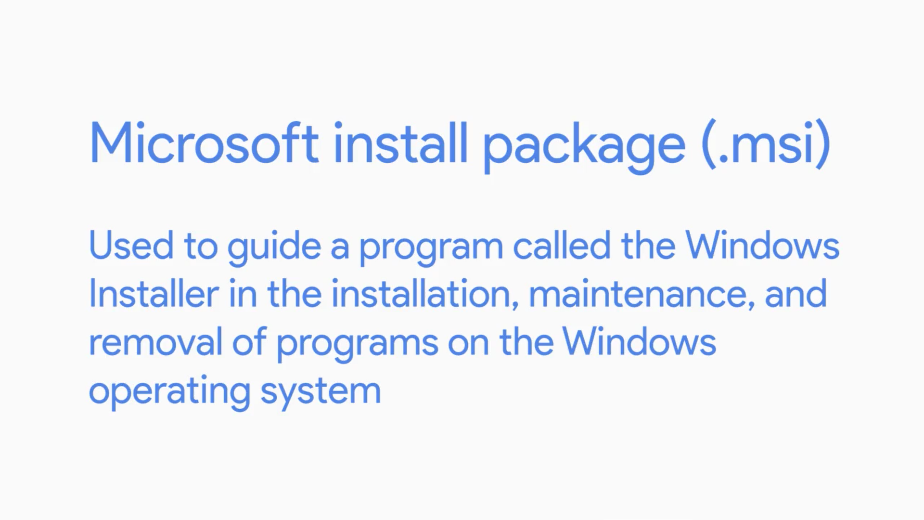 Microsoft install package (.msi)
Used to guide a program called the Windows
Installer in the installation, maintenance, and
removal of programs on the Windows
operating system